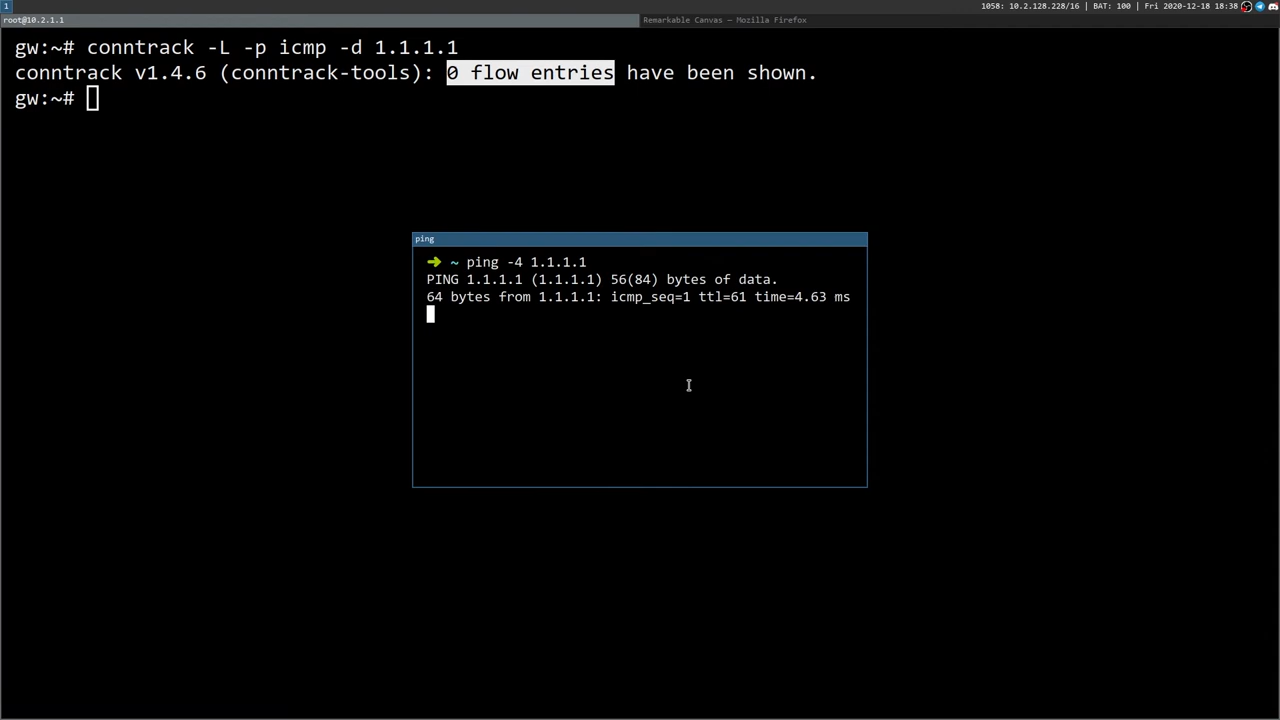 1
1058: 10.2.128.228/16 | BAT: 100 | Fri 2020-12-18 18:38
root@10.2.1.1
Remarkable Canvas — Mozilla Firefox
gw:~# conntrack -L -p icmp -d 1.1.1.1
conntrack v1.4.6 (conntrack-tools): 0 flow entries have been shown.
gw:~#
ping
➜ ~ ping -4 1.1.1.1
PING 1.1.1.1 (1.1.1.1) 56(84) bytes of data.
64 bytes from 1.1.1.1: icmp_seq=1 ttl=61 time=4.63 ms